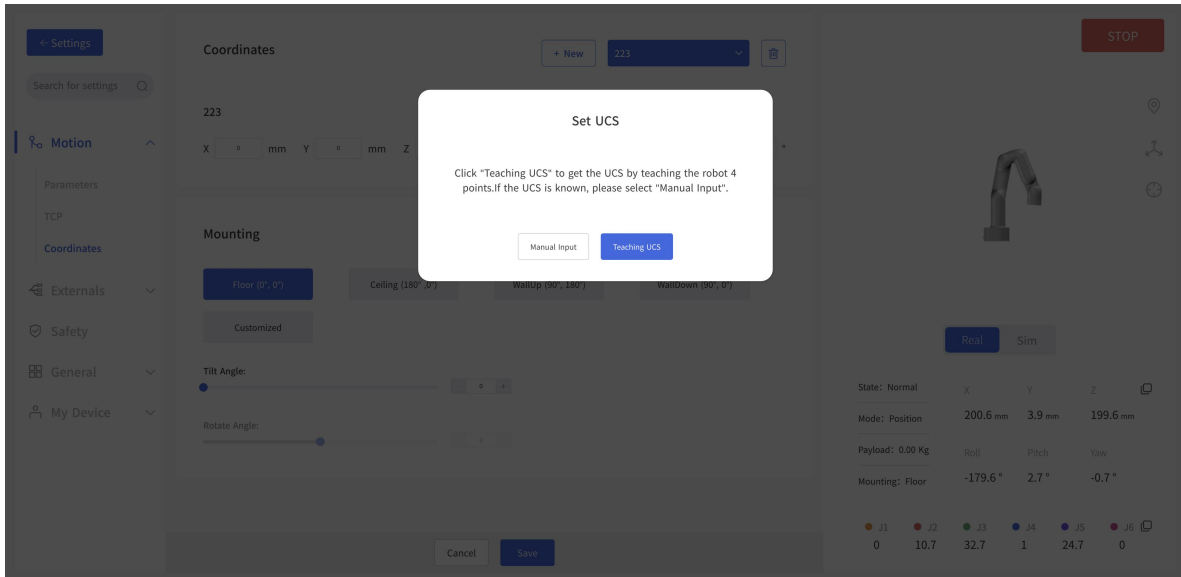 ← Settings
Search for settings
Motion
Parameters
TCP
Coordinates
Externals
Safety
General
My Device
Coordinates
+ New
223
223
X 0 mm Y 0 mm Z
°
Set UCS
Click "Teaching UCS" to get the UCS by teaching the robot 4
points.If the UCS is known, please select "Manual Input".
Manual Input
Teaching UCS
Mounting
Floor (0°, 0°)
Ceiling (180° ,0°)
WallUp (90°, 180°)
WallDown (90°, 0°)
Customized
Tilt Angle:
- 0 +
Rotate Angle:
Cancel
Save
STOP
Real
Sim
State: Normal
Mode: Position
Payload: 0.00 Kg
Mounting: Floor
X Y Z
200.6 mm 3.9 mm 199.6 mm
Roll Pitch Yaw
-179.6 ° 2.7 ° -0.7 °
J1 J2 J3 J4 J5 J6
0 10.7 32.7 1 24.7 0